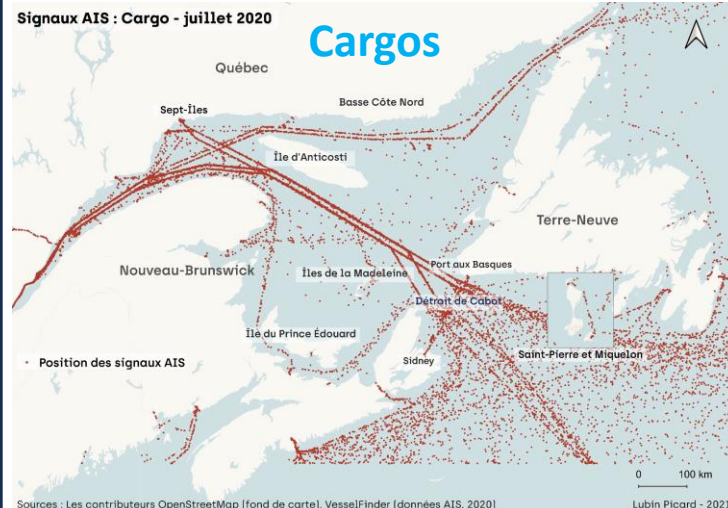 Signaux AIS : Cargo - juillet 2020
Cargos
Québec
Basse Côte Nord
Sept-Îles
Île d'Anticosti
Terre-Neuve
Port aux Basques
Nouveau-Brunswick
Îles de la Madeleine
Détroit de Cabot
Île du Prince Édouard
Saint-Pierre et Miquelon
Sidney
Position des signaux AIS
0 100 km
Sources : Les contributeurs OpenStreetMap (fond de carte), VesselFinder (données AIS, 2020)
Lubin Picard - 2021